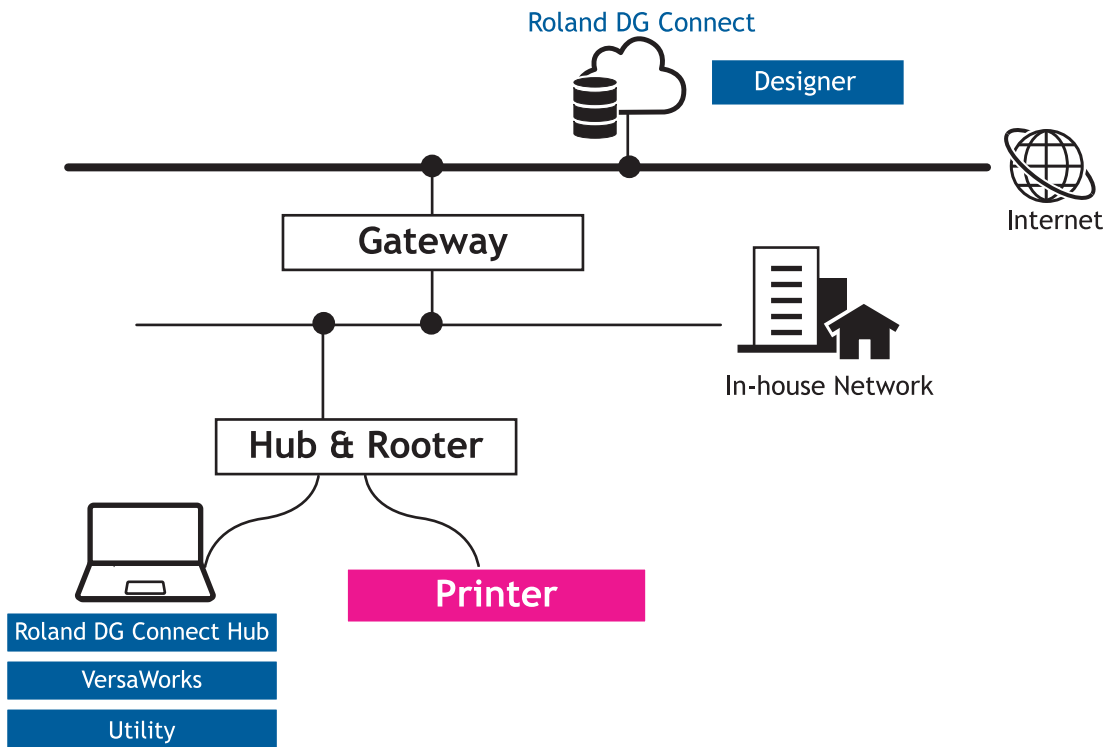 Roland DG Connect
Designer
Internet
Gateway
In-house Network
Hub & Rooter
Printer
Roland DG Connect Hub
VersaWorks
Utility